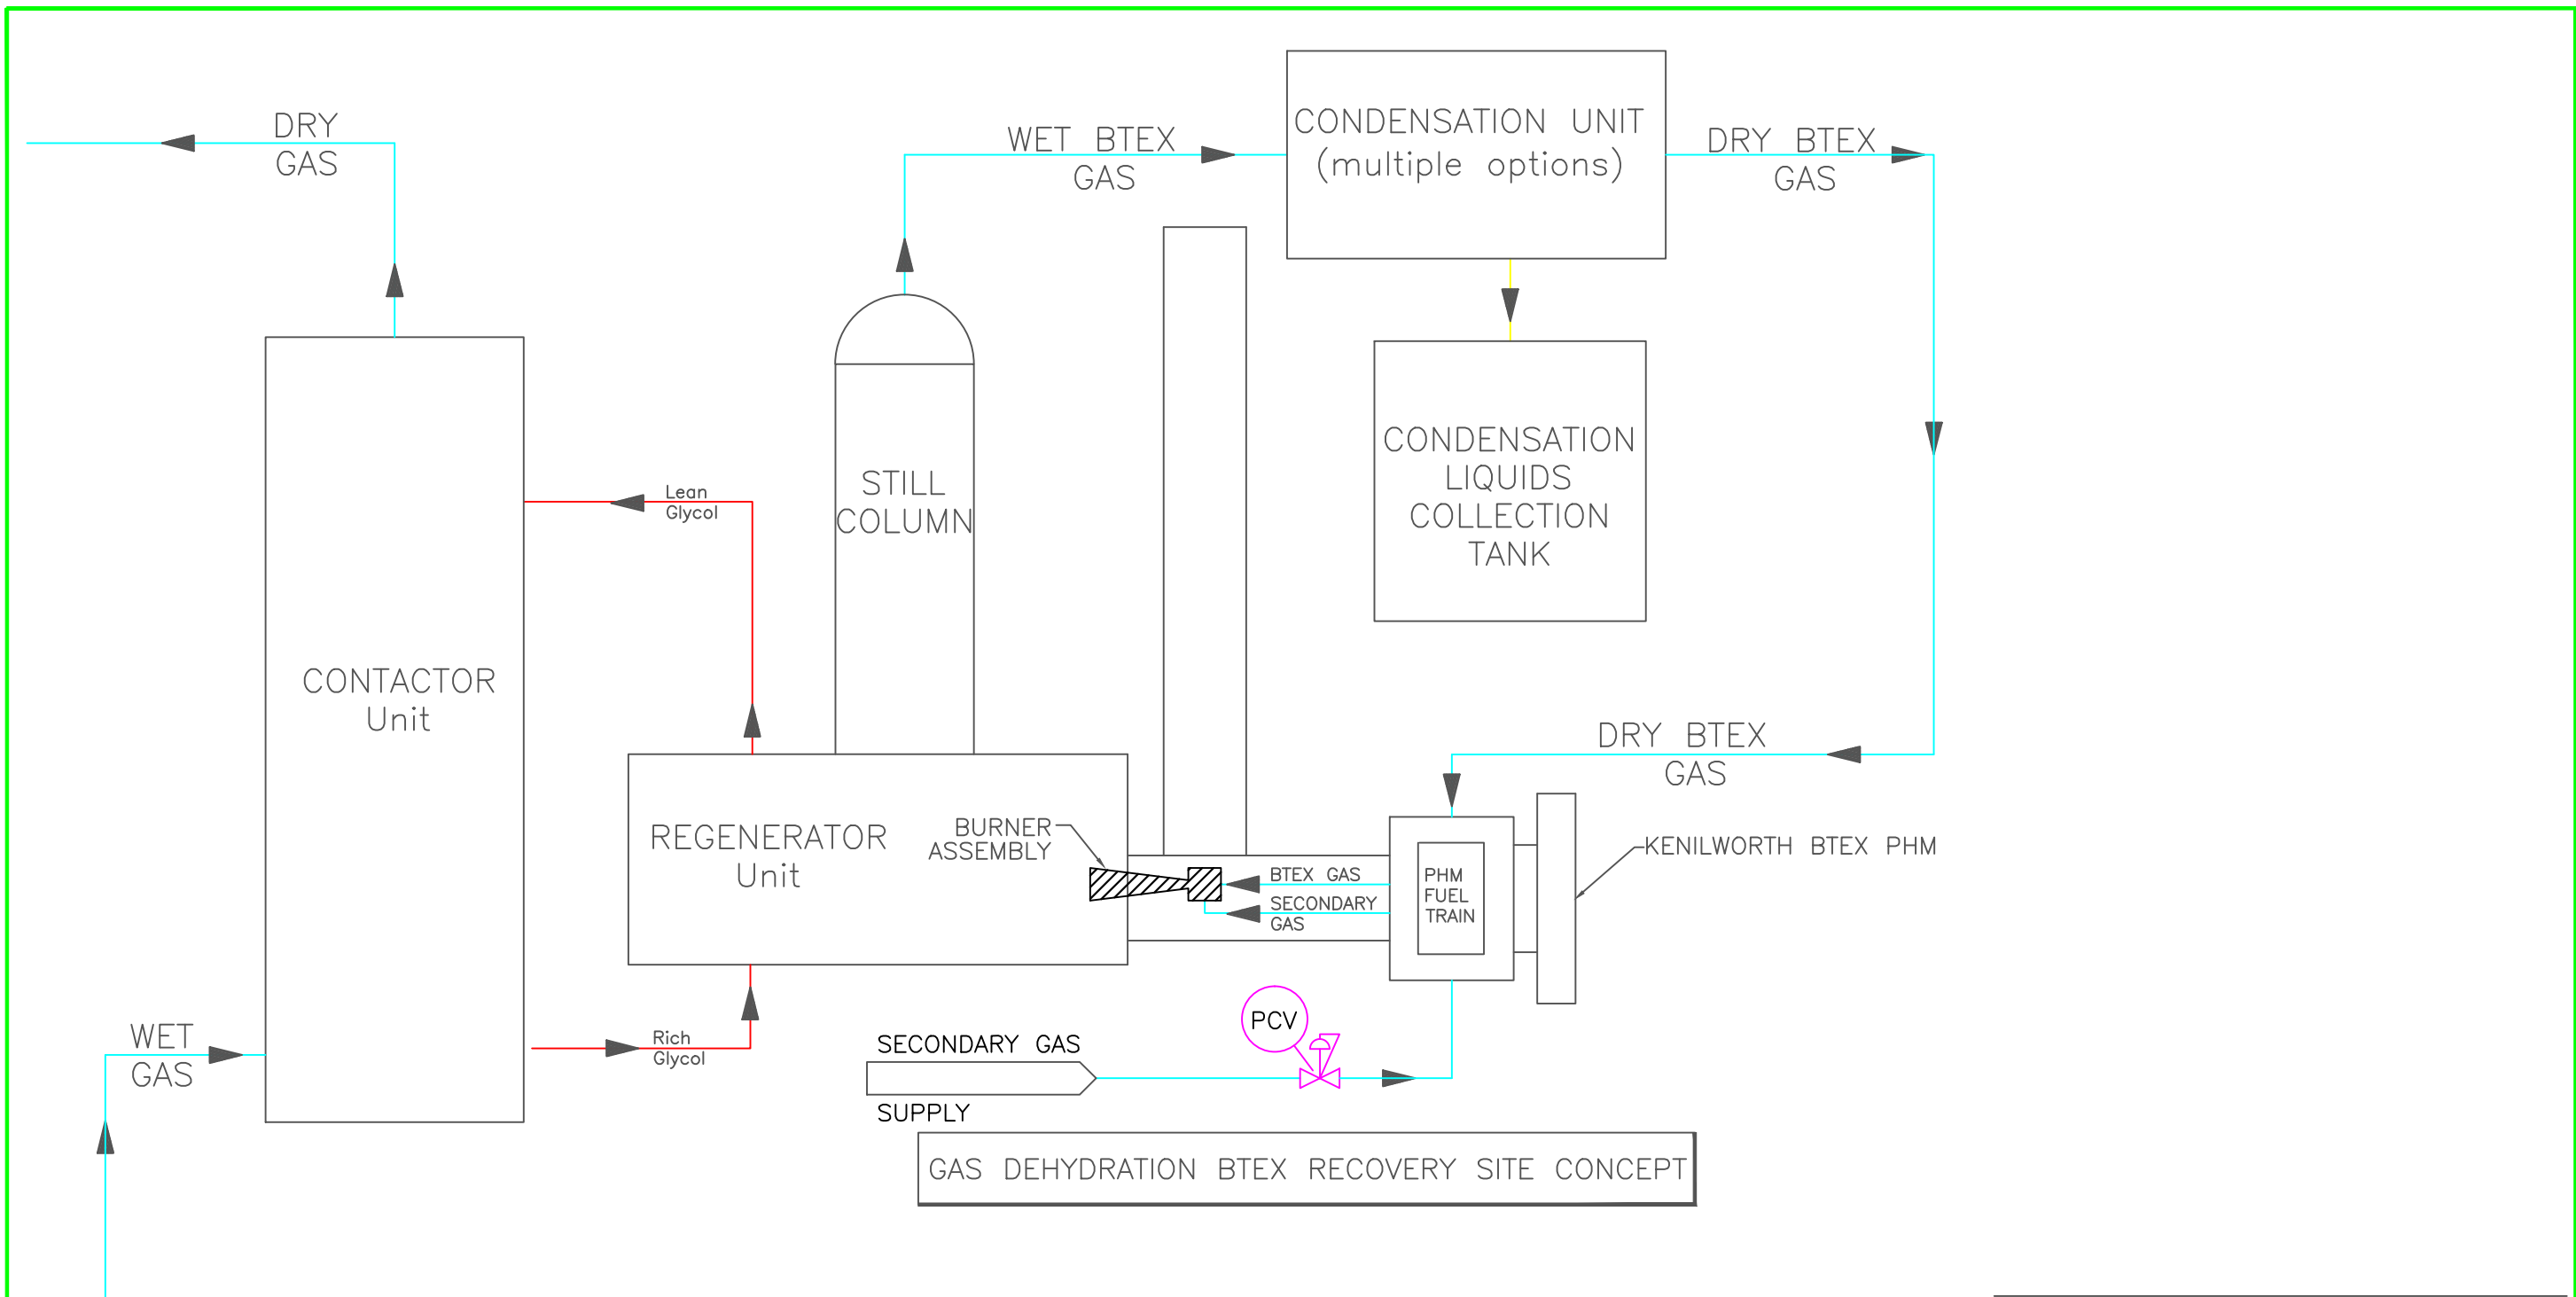 DRY
GAS
WET BTEX
GAS
CONDENSATION UNIT
(multiple options)
DRY BTEX
GAS
CONDENSATION
LIQUIDS
COLLECTION
TANK
STILL
COLUMN
Lean
Glycol
CONTACTOR
Unit
DRY BTEX
GAS
REGENERATOR
Unit
BURNER
ASSEMBLY
BTEX GAS
SECONDARY
GAS
PHM
FUEL
TRAIN
KENILWORTH BTEX PHM
WET
GAS
Rich
Glycol
SECONDARY GAS
SUPPLY
PCV
GAS DEHYDRATION BTEX RECOVERY SITE CONCEPT